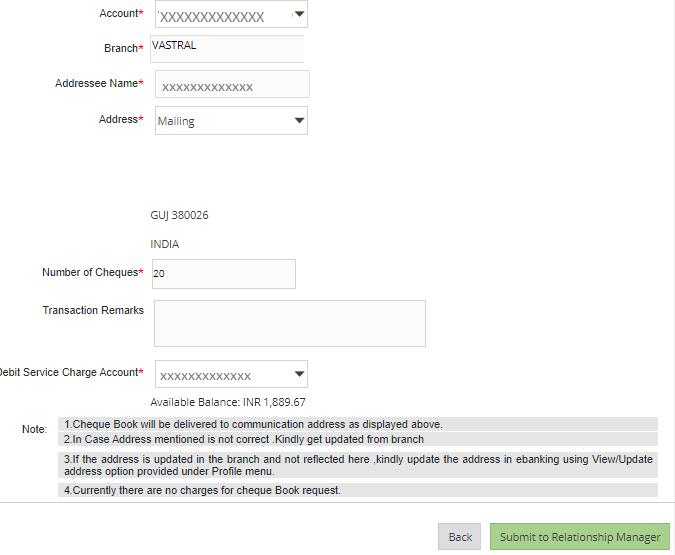 Account* 'XXXXXXXXXXXXX
Branch* VASTRAL
Addressee Name* xxxxxxxxxxxxx
Address* Mailing
GUJ 380026
INDIA
Number of Cheques* 20
Transaction Remarks
Debit Service Charge Account* xxxxxxxxxxxxx
Available Balance: INR 1,889.67
Note: 1.Cheque Book will be delivered to communication address as displayed above.
2.In Case Address mentioned is not correct .Kindly get updated from branch
3.If the address is updated in the branch and not reflected here ,kindly update the address in ebanking using View/Update
address option provided under Profile menu.
4.Currently there are no charges for cheque Book request.
Back Submit to Relationship Manager